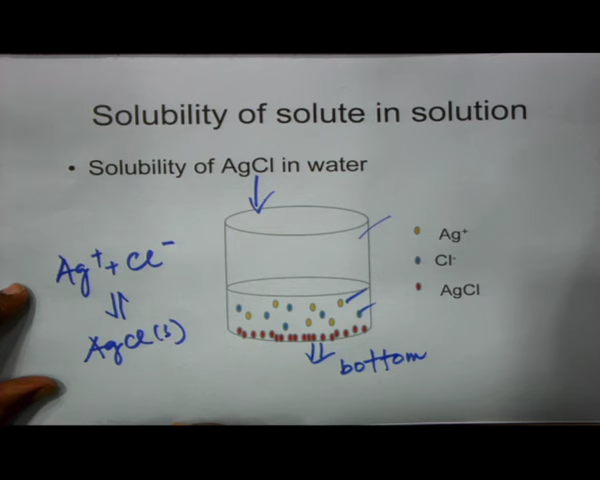 Solubility of solute in solution
• Solubility of AgCl in water
Ag⁺ + Cl⁻
⇌
AgCl(s)
Ag⁺
Cl⁻
AgCl
bottom